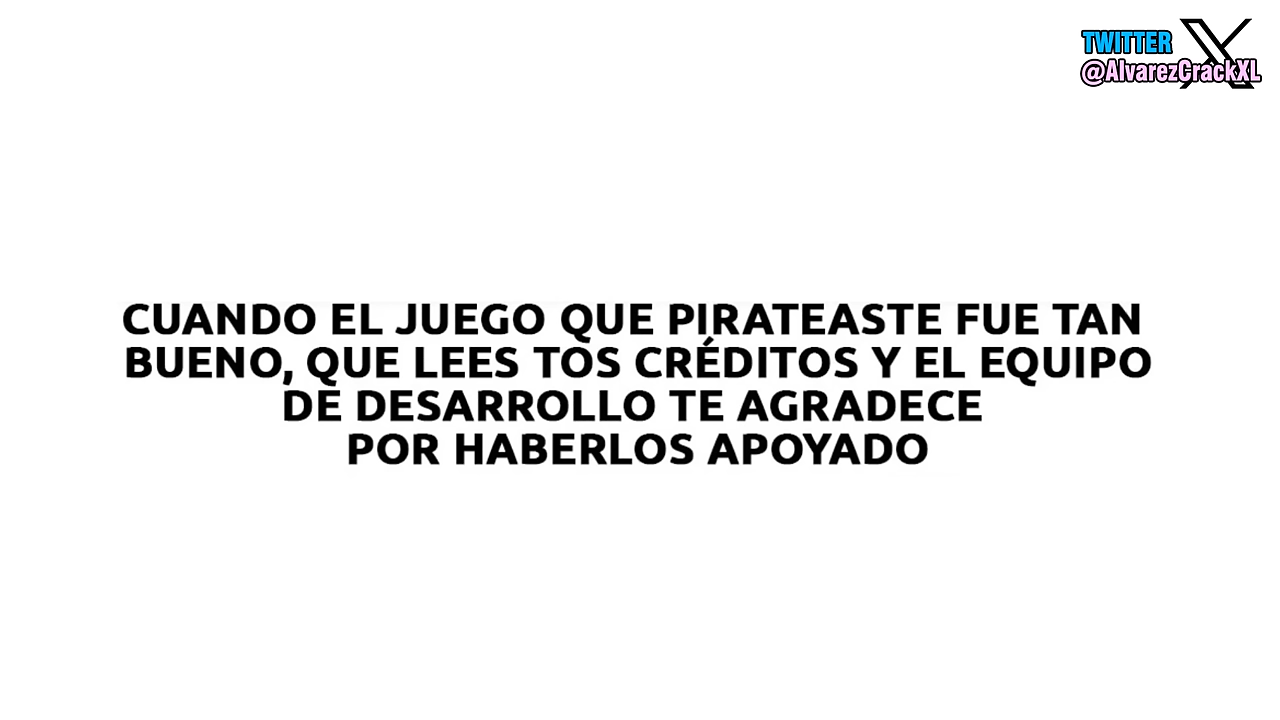 TWITTER
@AlvarezCrackXL
CUANDO EL JUEGO QUE PIRATEASTE FUE TAN
BUENO, QUE LEES TOS CRÉDITOS Y EL EQUIPO
DE DESARROLLO TE AGRADECE
POR HABERLOS APOYADO